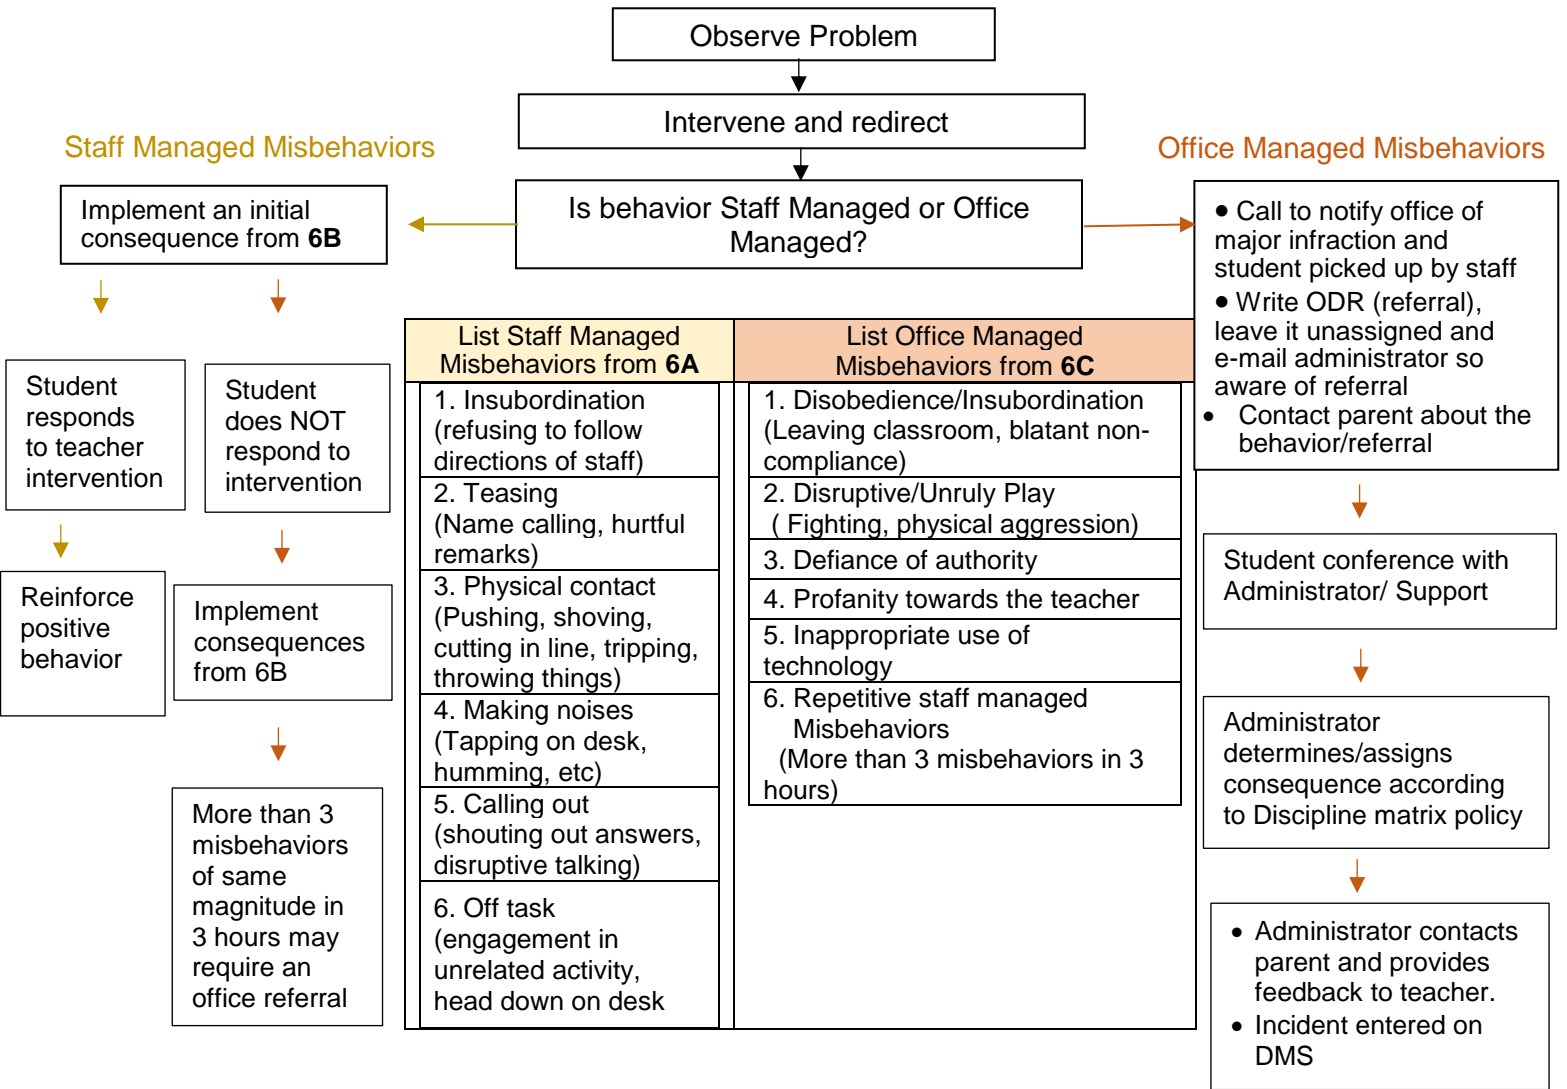 Observe Problem
Intervene and redirect
Staff Managed Misbehaviors
Office Managed Misbehaviors
Is behavior Staff Managed or Office
Managed?
Implement an initial
consequence from 6B
Student
responds
to teacher
intervention
Student
does NOT
respond to
intervention
Reinforce
positive
behavior
Implement
consequences
from 6B
More than 3
misbehaviors
of same
magnitude in
3 hours may
require an
office referral
List Staff Managed
Misbehaviors from 6A
1. Insubordination
(refusing to follow
directions of staff)
2. Teasing
(Name calling, hurtful
remarks)
3. Physical contact
(Pushing, shoving,
cutting in line, tripping,
throwing things)
4. Making noises
(Tapping on desk,
humming, etc)
5. Calling out
(shouting out answers,
disruptive talking)
6. Off task
(engagement in
unrelated activity,
head down on desk
List Office Managed
Misbehaviors from 6C
1. Disobedience/Insubordination
(Leaving classroom, blatant non-
compliance)
2. Disruptive/Unruly Play
( Fighting, physical aggression)
3. Defiance of authority
4. Profanity towards the teacher
5. Inappropriate use of
technology
6. Repetitive staff managed
Misbehaviors
(More than 3 misbehaviors in 3
hours)
● Call to notify office of
major infraction and
student picked up by staff
● Write ODR (referral),
leave it unassigned and
e-mail administrator so
aware of referral
• Contact parent about the
behavior/referral
Student conference with
Administrator/ Support
Administrator
determines/assigns
consequence according
to Discipline matrix policy
• Administrator contacts
parent and provides
feedback to teacher.
• Incident entered on
DMS